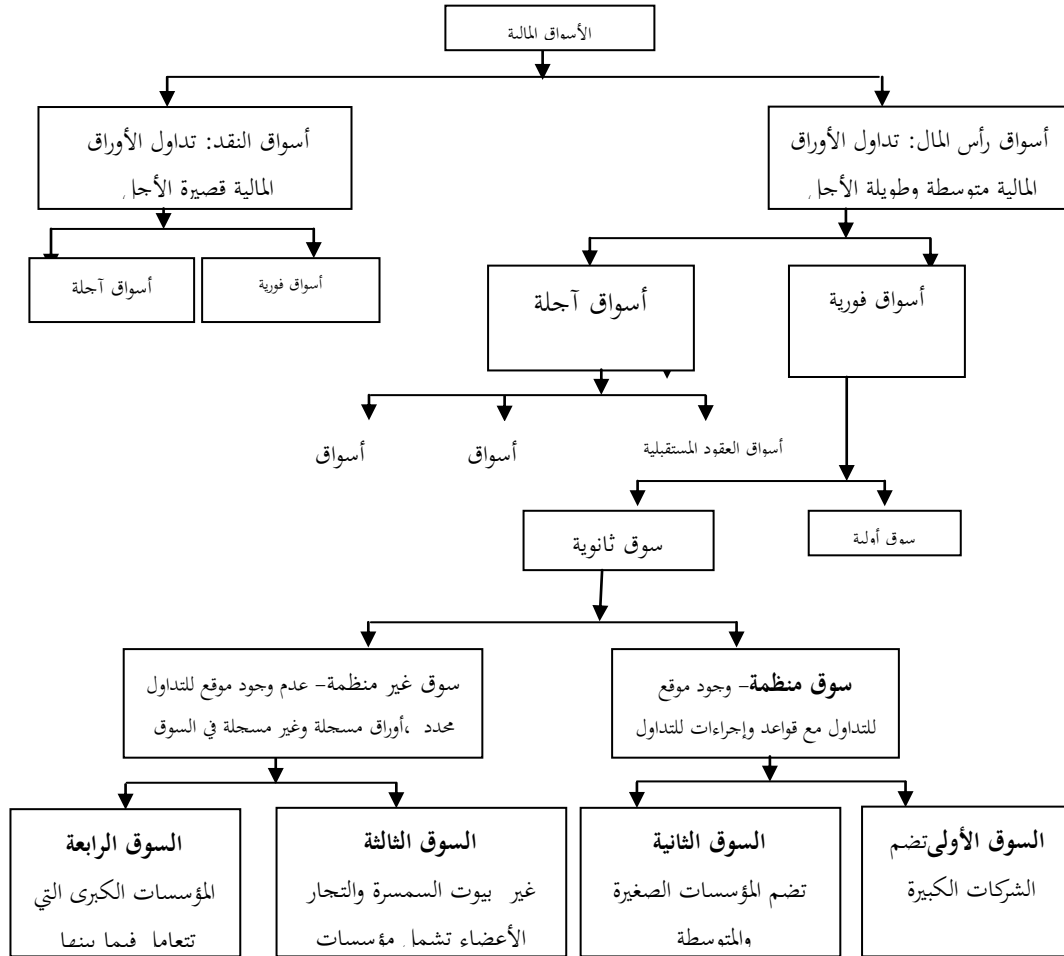 الأسواق المالية
أسواق رأس المال: تداول الأوراق
المالية متوسطة وطويلة الأجل
أسواق النقد: تداول الأوراق
المالية قصيرة الأجل
أسواق فورية
أسواق آجلة
أسواق فورية
أسواق آجلة
أسواق العقود المستقبلية
أسواق
أسواق
سوق أولية
سوق ثانوية
سوق منظمة- وجود موقع
للتداول مع قواعد وإجراءات للتداول
سوق غير منظمة- عدم وجود موقع للتداول
محدد ،أوراق مسجلة وغير مسجلة في السوق
السوق الأولىتضم
الشركات الكبيرة
السوق الثانية
تضم المؤسسات الصغيرة
والمتوسطة
السوق الثالثة
غير بيوت السمسرة والتجار
الأعضاء تشمل مؤسسات
السوق الرابعة
المؤسسات الكبرى التي
تتعامل فيما بينها